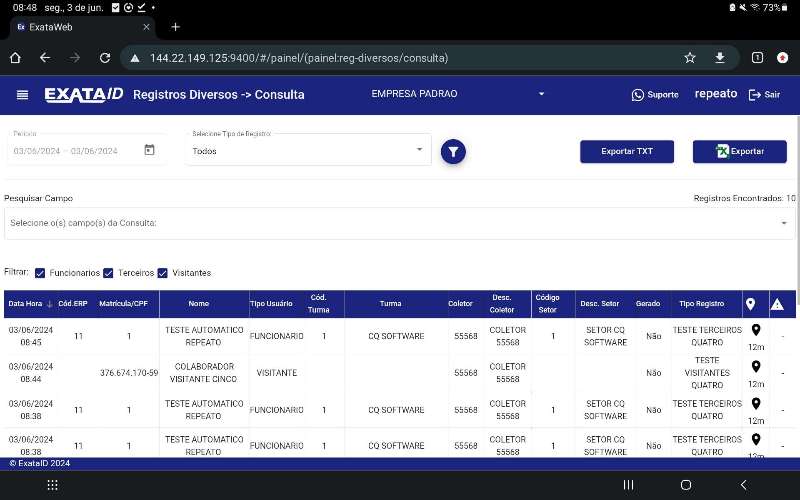 08:48 seg., 3 de jun.
73%
Ex ExataWeb
144.22.149.125:9400/#/painel/(painel:reg-diversos/consulta)
1
EXATAID Registros Diversos -> Consulta EMPRESA PADRAO Suporte repeato Sair
Período
03/06/2024 – 03/06/2024
Selecione Tipo de Registro:
Todos
Exportar TXT
Exportar
Pesquisar Campo
Registros Encontrados: 10
Selecione o(s) campo(s) da Consulta:
Filtrar: Funcionarios Terceiros Visitantes
Data Hora ↓ Cód.ERP Matrícula/CPF Nome Tipo Usuário Cód. Turma Turma Coletor Desc. Coletor Código Setor Desc. Setor Gerado Tipo Registro
03/06/2024 08:45 11 1 TESTE AUTOMATICO REPEATO FUNCIONARIO 1 CQ SOFTWARE 55568 COLETOR 55568 1 SETOR CQ SOFTWARE Não TESTE TERCEIROS QUATRO 12m -
03/06/2024 08:44 376.674.170-59 COLABORADOR VISITANTE CINCO VISITANTE 55568 COLETOR 55568 Não TESTE VISITANTES QUATRO 12m -
03/06/2024 08:38 11 1 TESTE AUTOMATICO REPEATO FUNCIONARIO 1 CQ SOFTWARE 55568 COLETOR 55568 1 SETOR CQ SOFTWARE Não TESTE TERCEIROS QUATRO 12m -
03/06/2024 08:38 11 1 TESTE AUTOMATICO REPEATO FUNCIONARIO 1 CQ SOFTWARE 55568 COLETOR 55568 1 SETOR CQ SOFTWARE Não TESTE TERCEIROS QUATRO 12m -
© ExataID 2024